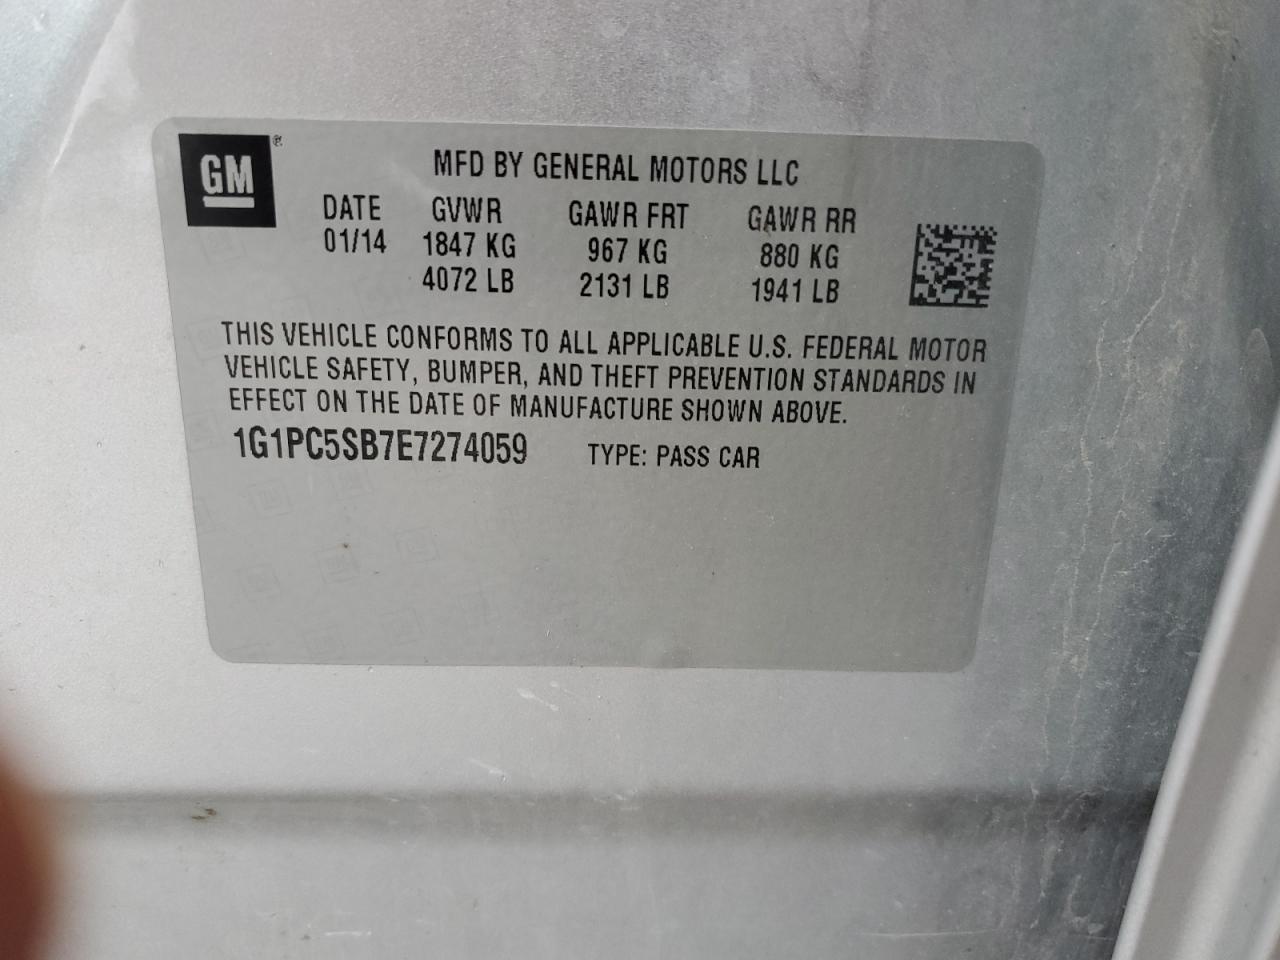 GM®
MFD BY GENERAL MOTORS LLC
DATE GVWR GAWR FRT GAWR RR
01/14 1847 KG 967 KG 880 KG
4072 LB 2131 LB 1941 LB
THIS VEHICLE CONFORMS TO ALL APPLICABLE U.S. FEDERAL MOTOR
VEHICLE SAFETY, BUMPER, AND THEFT PREVENTION STANDARDS IN
EFFECT ON THE DATE OF MANUFACTURE SHOWN ABOVE.
1G1PC5SB7E7274059 TYPE: PASS CAR